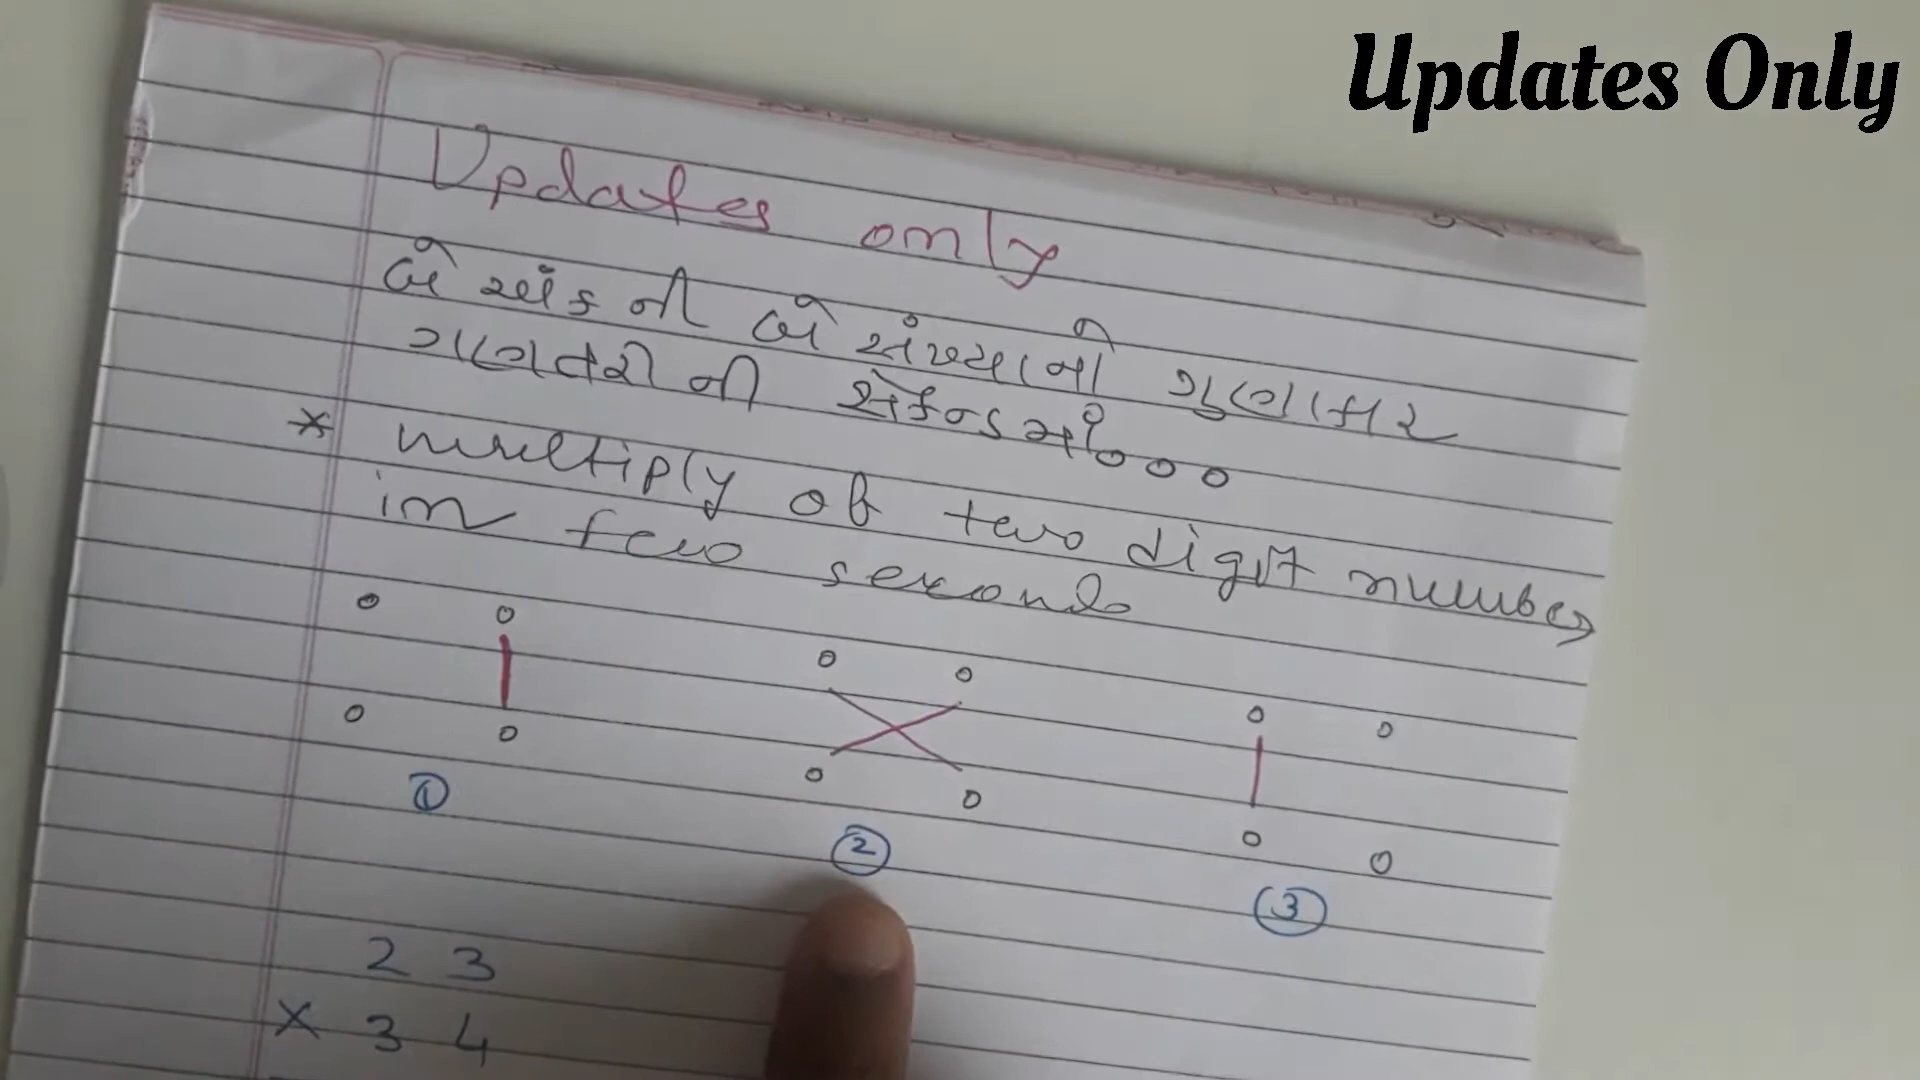 Updates Only
Updates only
બે અંકની બે સંખ્યાનો ગુણાકાર
ગણતરીની સેકન્ડમાં૦૦૦
* multiply of two digit number
in few seconds
① ② ③
2 3
× 3 4